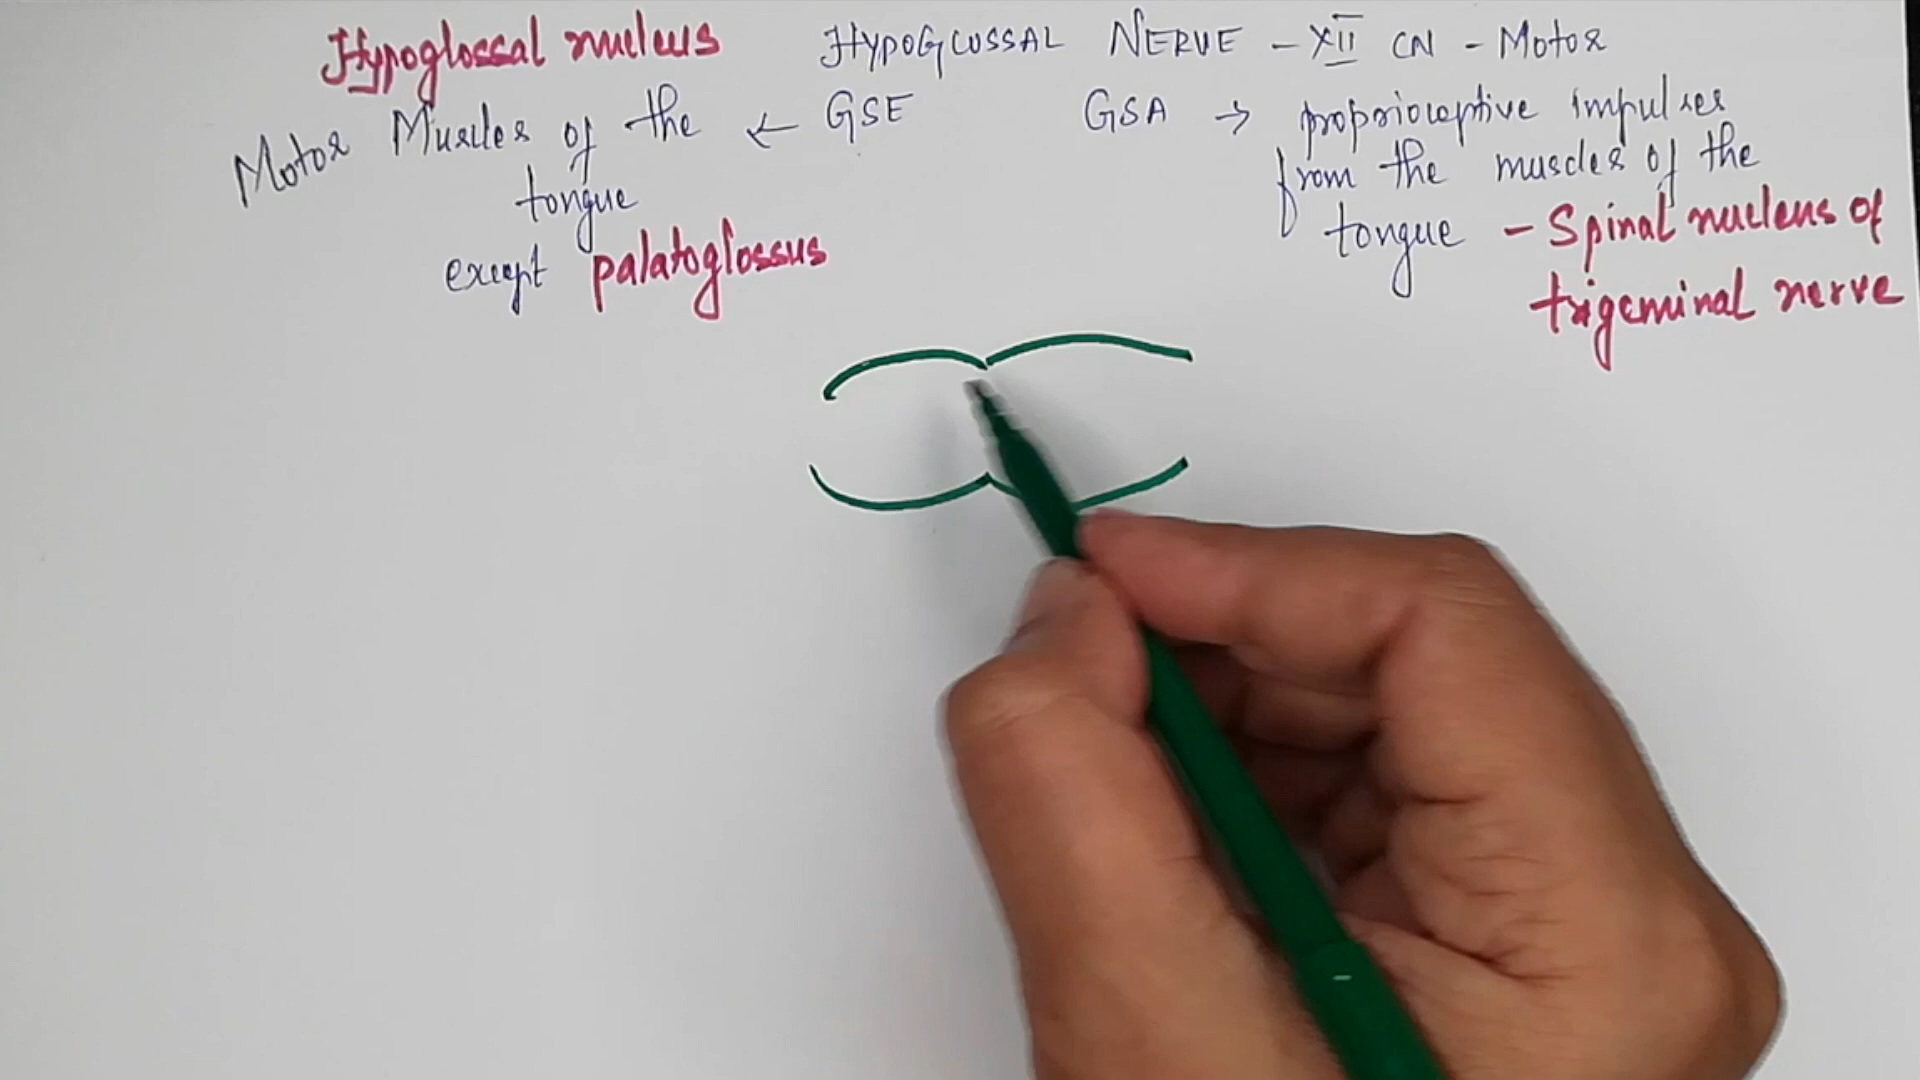 Hypoglossal nucleus HYPOGLOSSAL NERVE - XII CN - Motor
Motor Muscles of the ← GSE GSA → proprioceptive impulses
tongue from the muscles of the
except palatoglossus tongue - Spinal nucleus of
trigeminal nerve